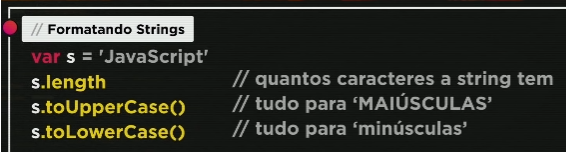 // Formatando Strings
var s = 'JavaScript'
s.length // quantos caracteres a string tem
s.toUpperCase() // tudo para ‘MAIÚSCULAS’
s.toLowerCase() // tudo para ‘minúsculas’